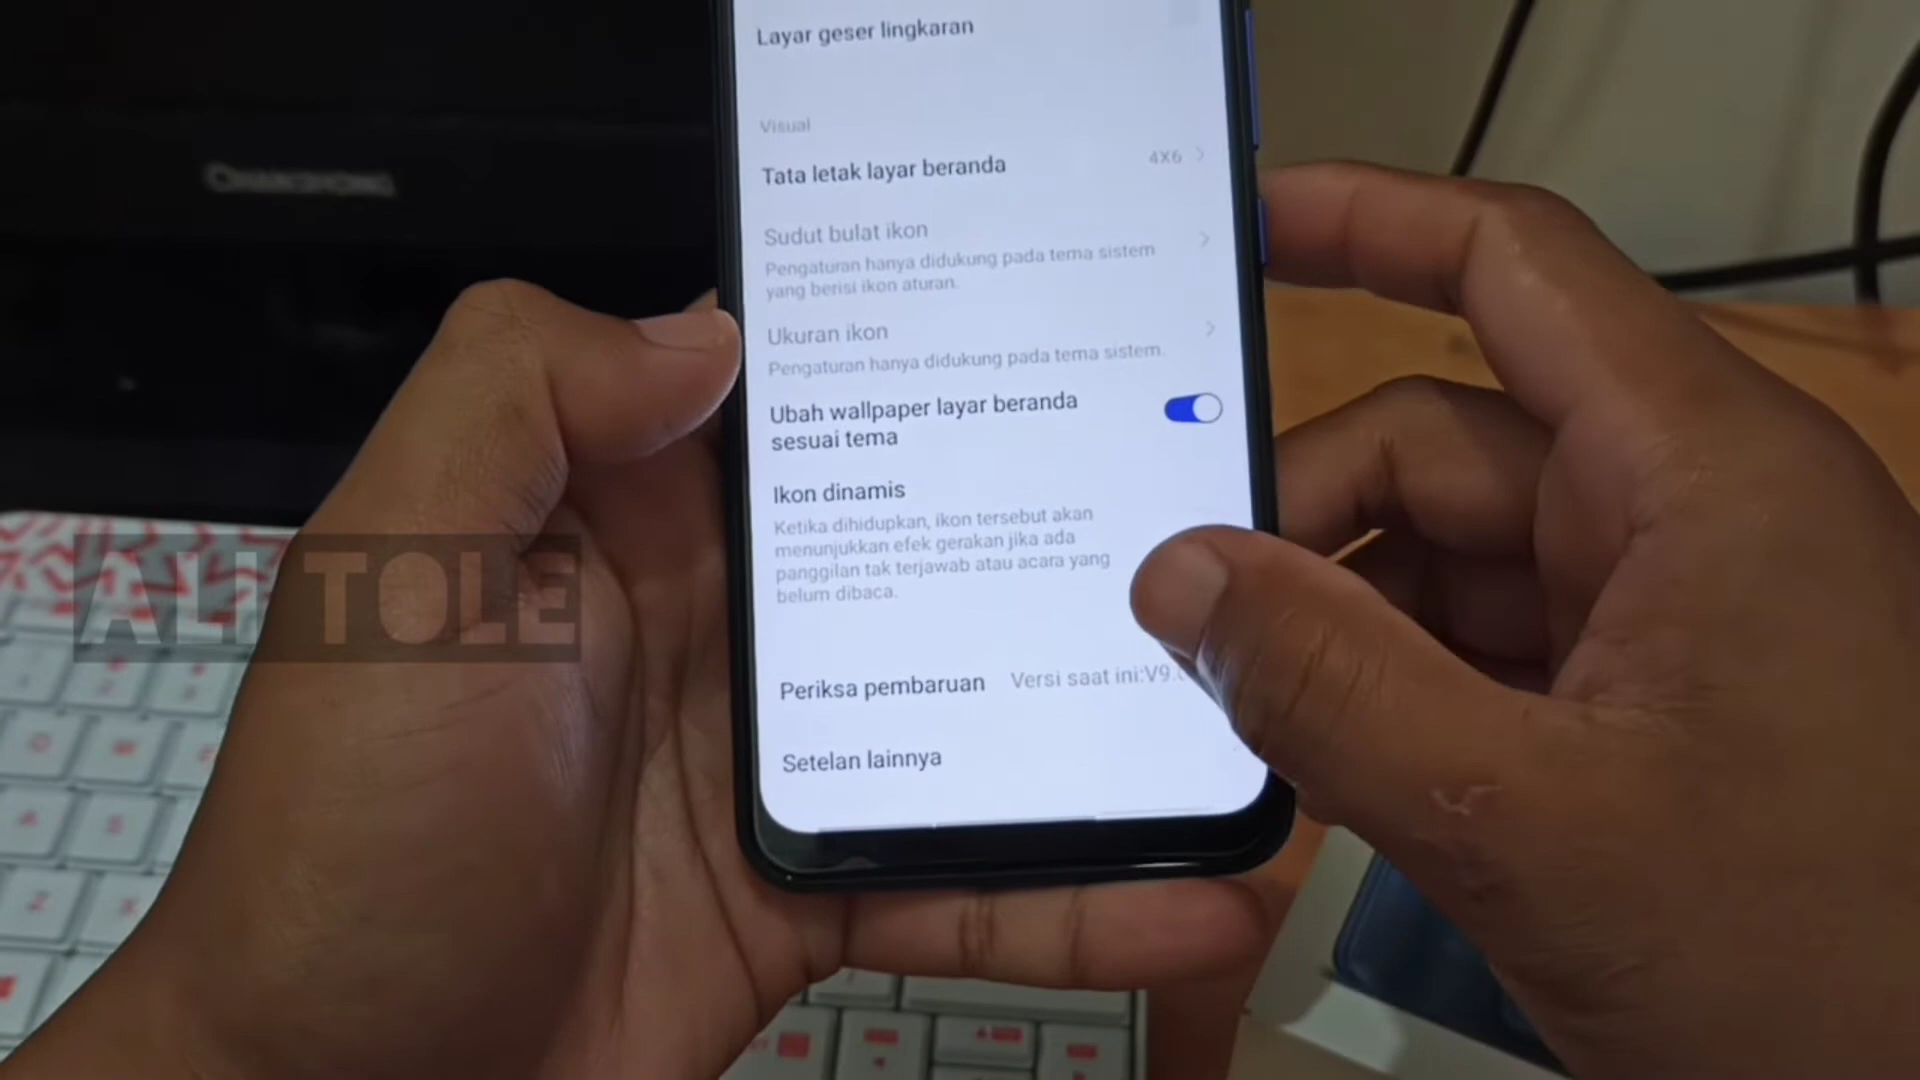 CHANGHONG
Layar geser lingkaran
Visual
Tata letak layar beranda
4X6
Sudut bulat ikon
Pengaturan hanya didukung pada tema sistem
yang berisi ikon aturan.
Ukuran ikon
Pengaturan hanya didukung pada tema sistem.
Ubah wallpaper layar beranda
sesuai tema
Ikon dinamis
Ketika dihidupkan, ikon tersebut akan
menunjukkan efek gerakan jika ada
panggilan tak terjawab atau acara yang
belum dibaca.
Periksa pembaruan
Versi saat ini:V9.
Setelan lainnya
ALI TOLE